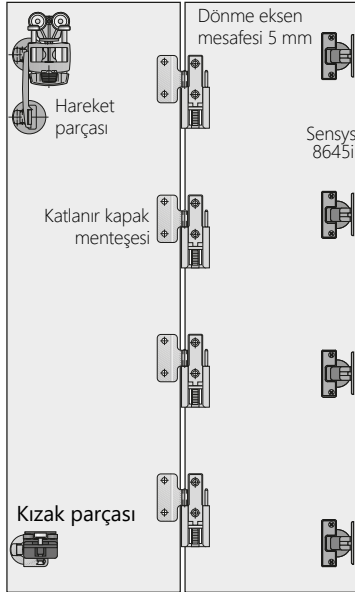 Dönme eksen
mesafesi 5 mm
Hareket
parçası
Sensys
8645i
Katlanır kapak
menteşesi
Kızak parçası